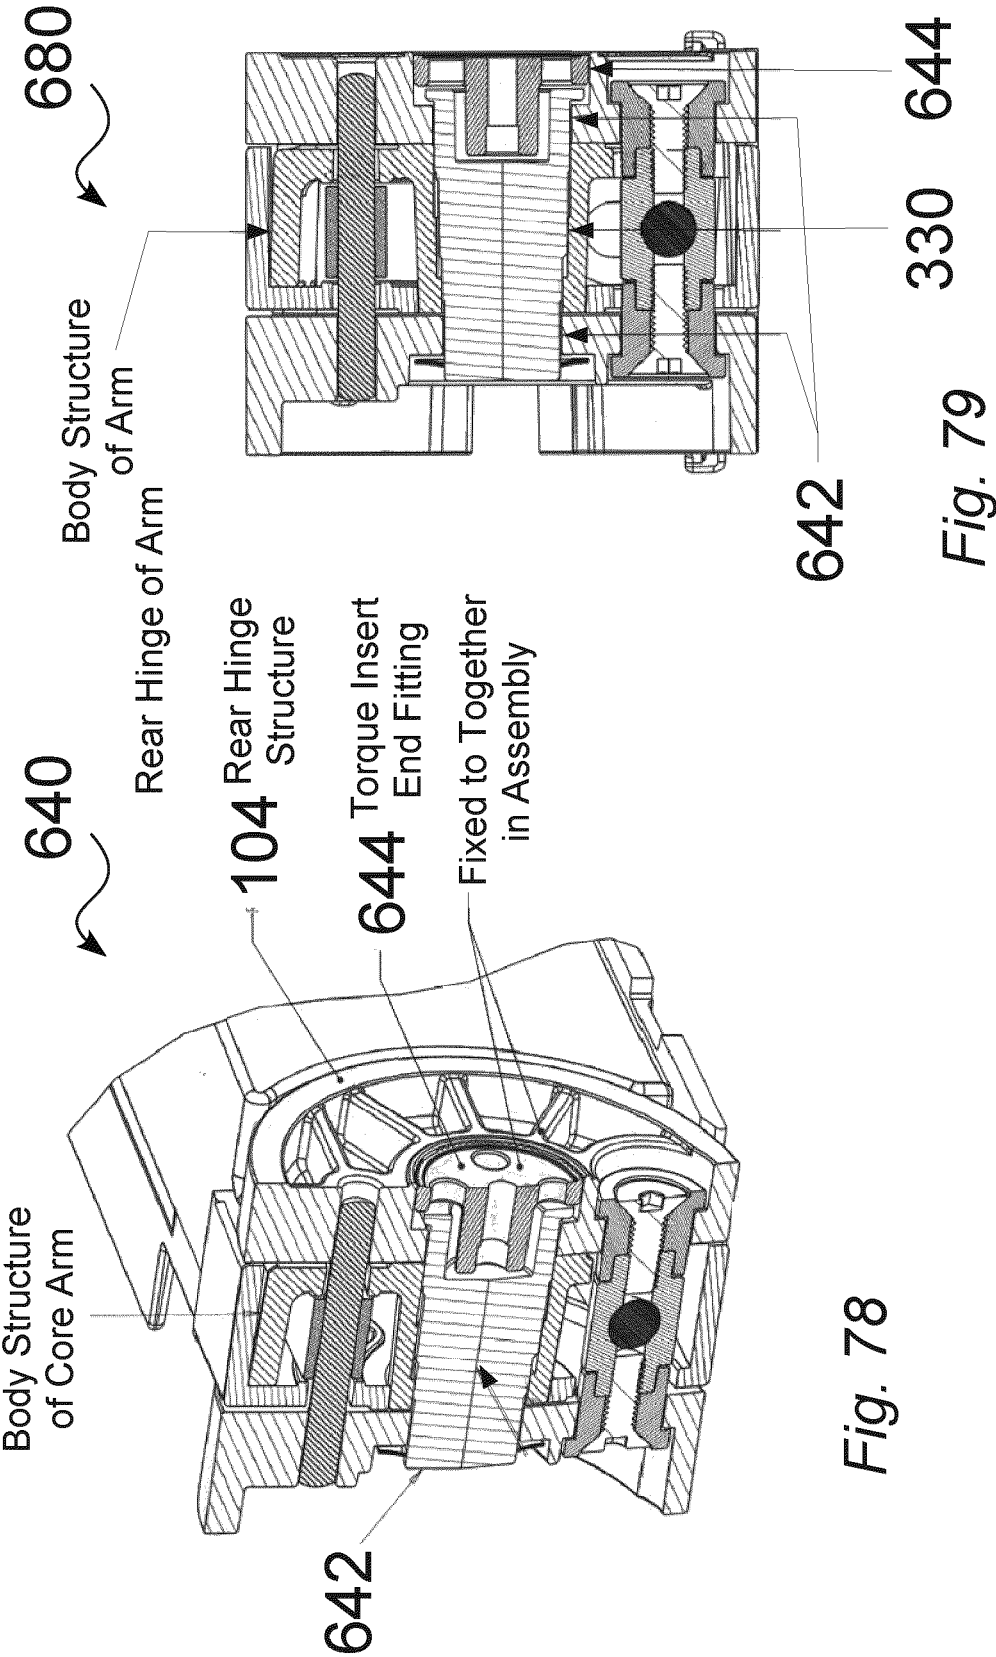 640
Body Structure
of Core Arm
104 Rear Hinge
Structure
644 Torque Insert
End Fitting
Fixed to Together
in Assembly
642
Fig. 78
680
Body Structure
of Arm
Rear Hinge of Arm
644
330
642
Fig. 79